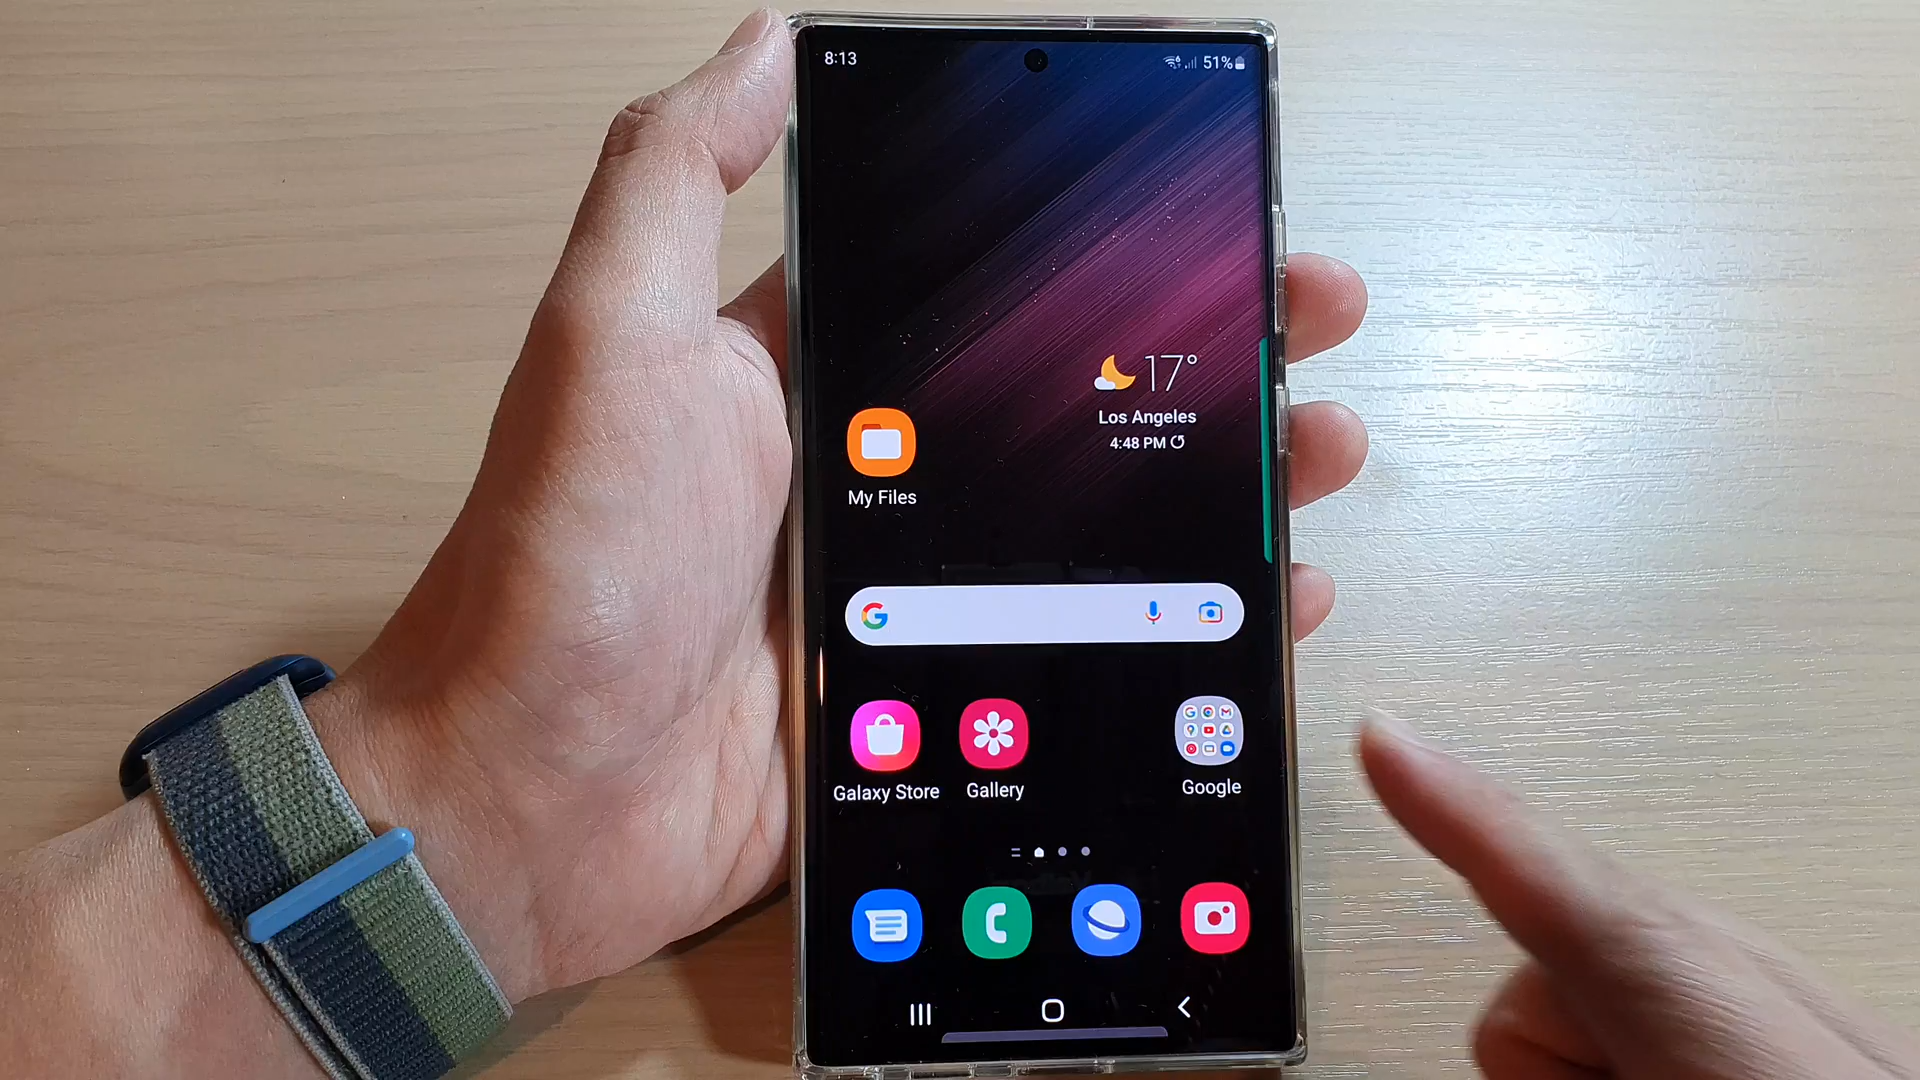 8:13
51%
17°
Los Angeles
4:48 PM
My Files
G
Galaxy Store
Gallery
Google